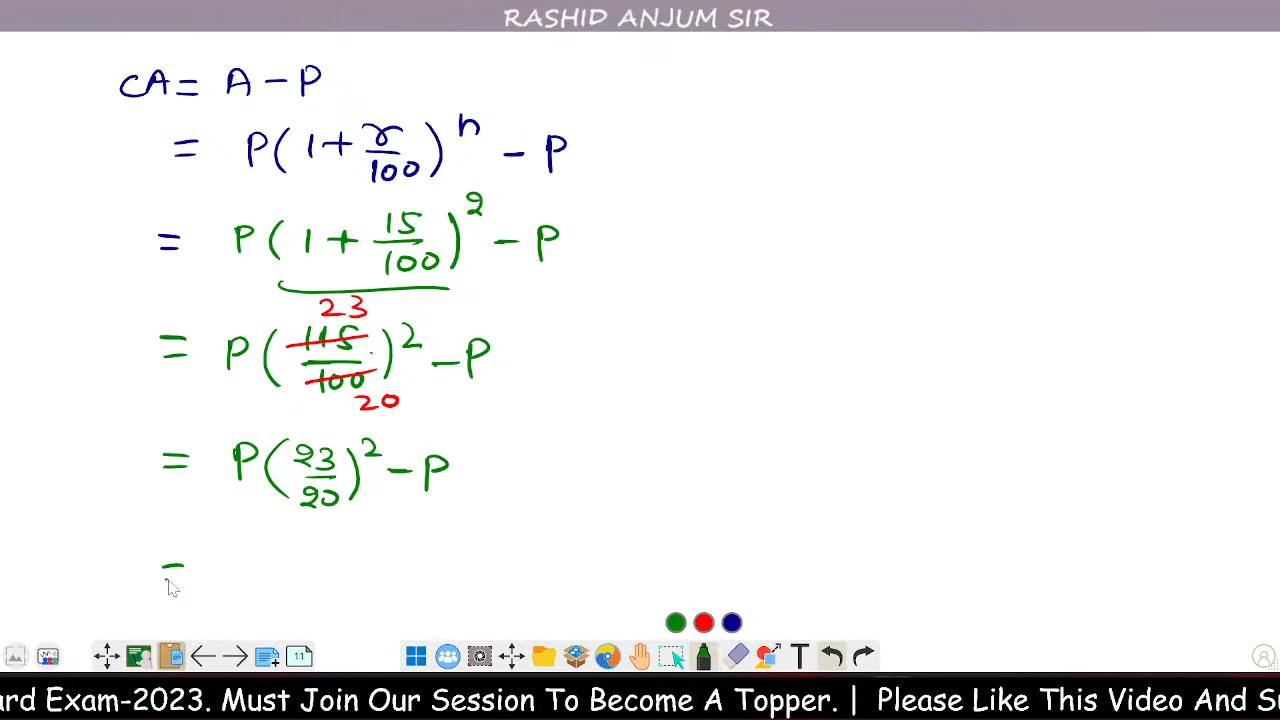 RASHID ANJUM SIR
CA = A - P
= P(1 + r/100)^n - P
= P(1 + 15/100)^2 - P
23
= P(115/100)^2 - P
20
= P(23/20)^2 - P
-
11
ard Exam-2023. Must Join Our Session To Become A Topper. | Please Like This Video And S